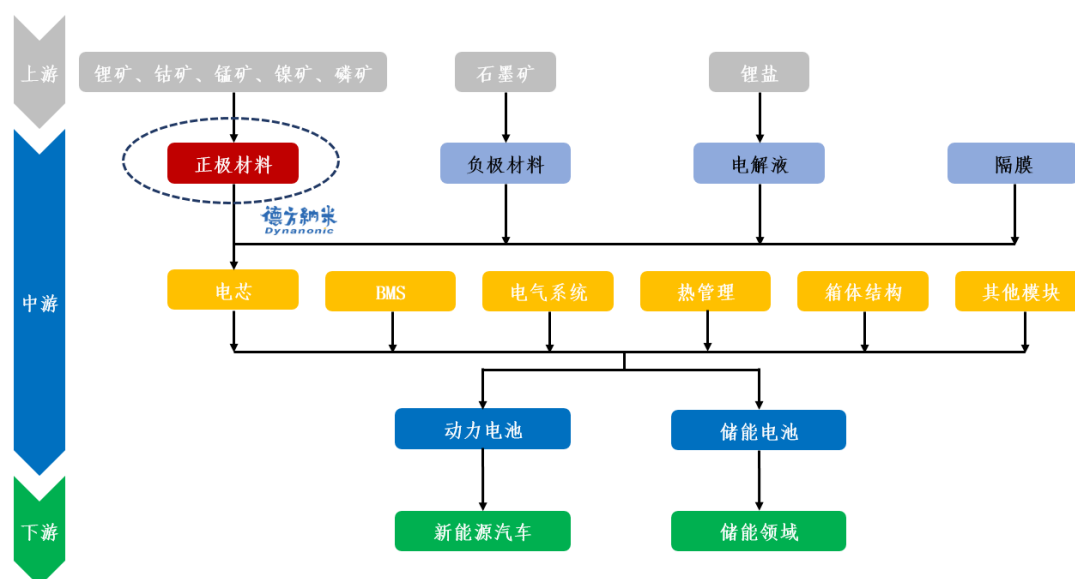 上游
锂矿、钴矿、锰矿、镍矿、磷矿
石墨矿
锂盐
正极材料
负极材料
电解液
隔膜
德方納米
Dynanonic
中游
电芯
BMS
电气系统
热管理
箱体结构
其他模块
动力电池
储能电池
下游
新能源汽车
储能领域